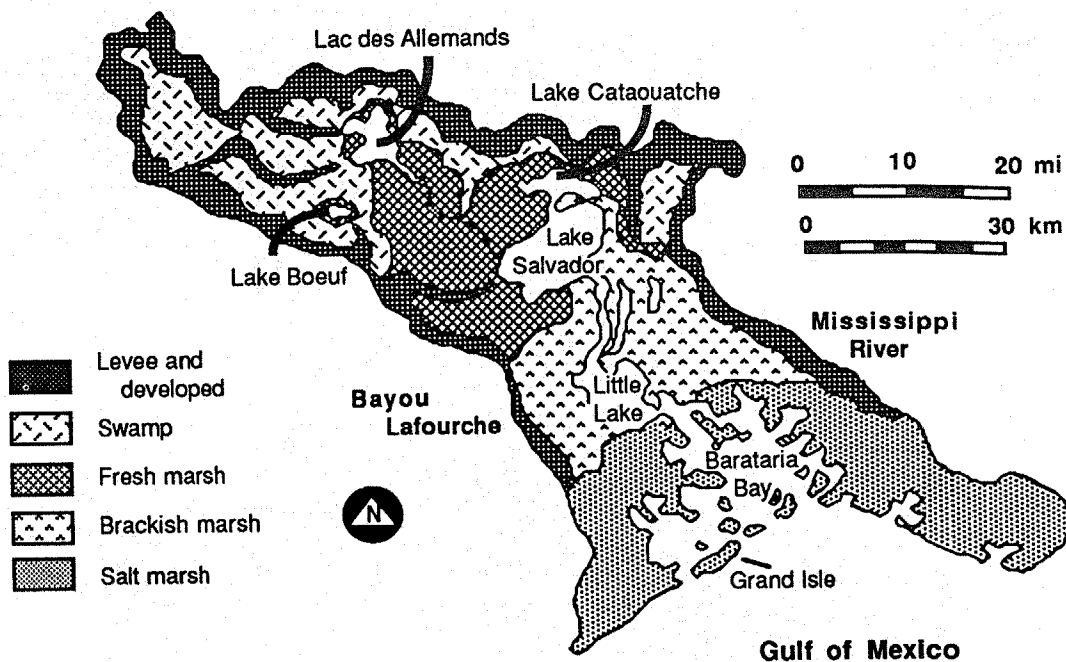 Lac des Allemands
Lake Cataouatche
0 10 20 mi
0 30 km
Lake
Salvador
Lake Boeuf
Mississippi
River
Levee and
developed
Swamp
Fresh marsh
Brackish marsh
Salt marsh
Bayou
Lafourche
Little
Lake
Barataria
Bay
N
Grand Isle
Gulf of Mexico